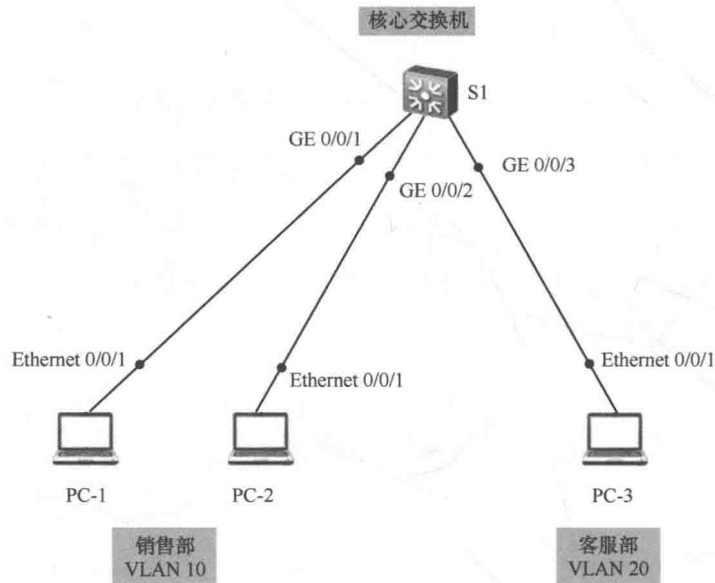 核心交换机
S1
GE 0/0/1
GE 0/0/2
GE 0/0/3
Ethernet 0/0/1
Ethernet 0/0/1
Ethernet 0/0/1
PC-1
PC-2
PC-3
销售部
VLAN 10
客服部
VLAN 20